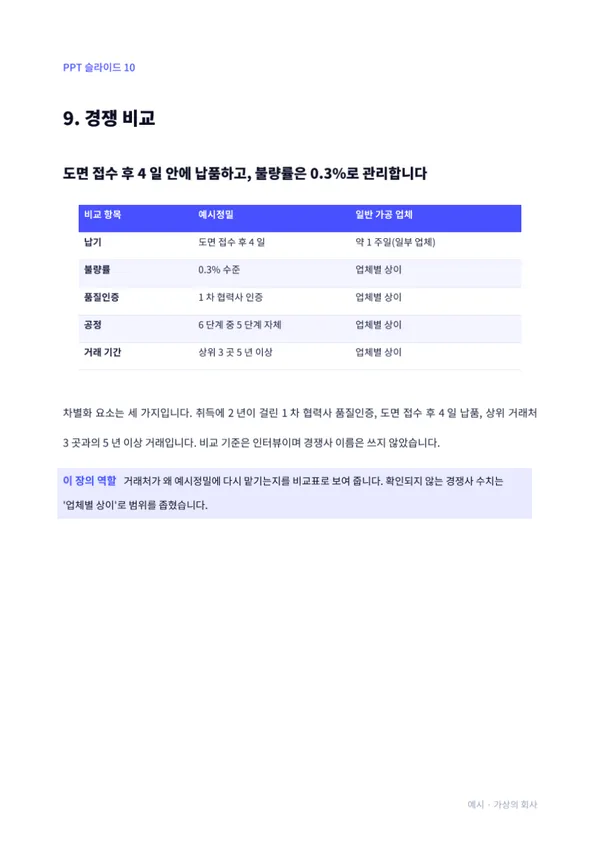 PPT 슬라이드 10
9. 경쟁 비교
도면 접수 후 4 일 안에 납품하고, 불량률은 0.3%로 관리합니다
비교 항목 예시정밀 일반 가공 업체
납기 도면 접수 후 4 일 약 1 주일(일부 업체)
불량률 0.3% 수준 업체별 상이
품질인증 1 차 협력사 인증 업체별 상이
공정 6 단계 중 5 단계 자체 업체별 상이
거래 기간 상위 3 곳 5 년 이상 업체별 상이
차별화 요소는 세 가지입니다. 취득에 2 년이 걸린 1 차 협력사 품질인증, 도면 접수 후 4 일 납품, 상위 거래처
3 곳과의 5 년 이상 거래입니다. 비교 기준은 인터뷰이며 경쟁사 이름은 쓰지 않았습니다.
이 장의 역할 거래처가 왜 예시정밀에 다시 맡기는지를 비교표로 보여 줍니다. 확인되지 않는 경쟁사 수치는
'업체별 상이'로 범위를 좁혔습니다.
예시 · 가상의 회사